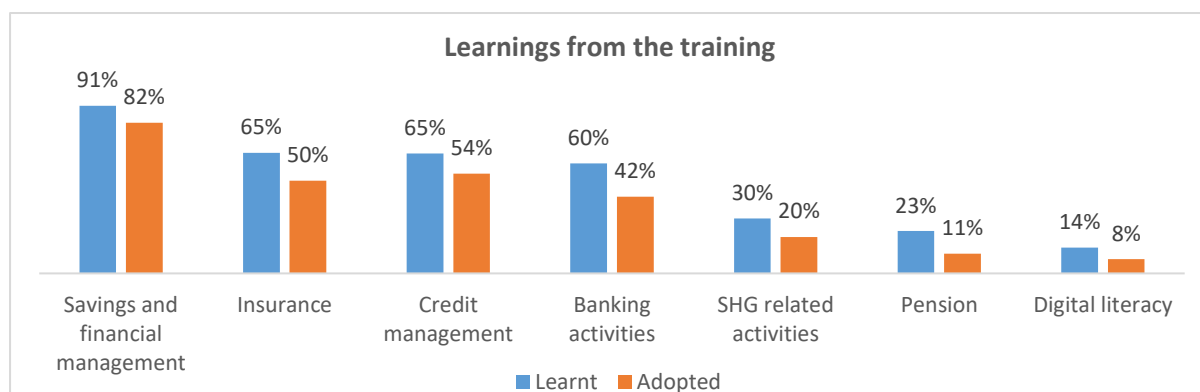 Learnings from the training
91%
82%
65%
50%
65%
54%
60%
42%
30%
20%
23%
11%
14%
8%
Savings and
financial
management
Insurance
Credit
management
Banking
activities
SHG related
activities
Pension
Digital literacy
Learnt
Adopted